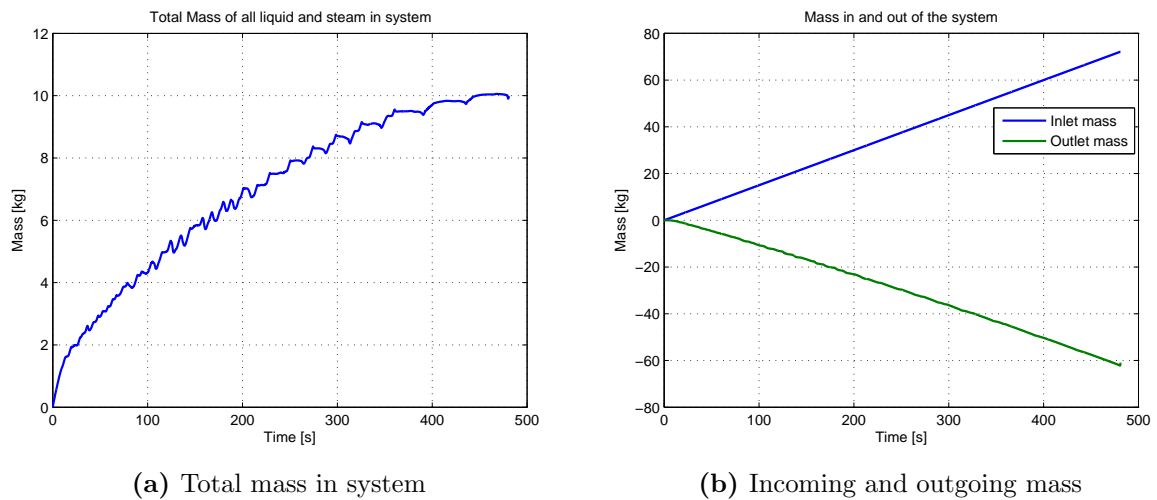 Total Mass of all liquid and steam in system
12
10
8
6
4
2
0
Mass [kg]
0 100 200 300 400 500
Time [s]
(a) Total mass in system
Mass in and out of the system
80
60
40
20
0
−20
−40
−60
−80
Mass [kg]
Inlet mass
Outlet mass
0 100 200 300 400 500
Time [s]
(b) Incoming and outgoing mass